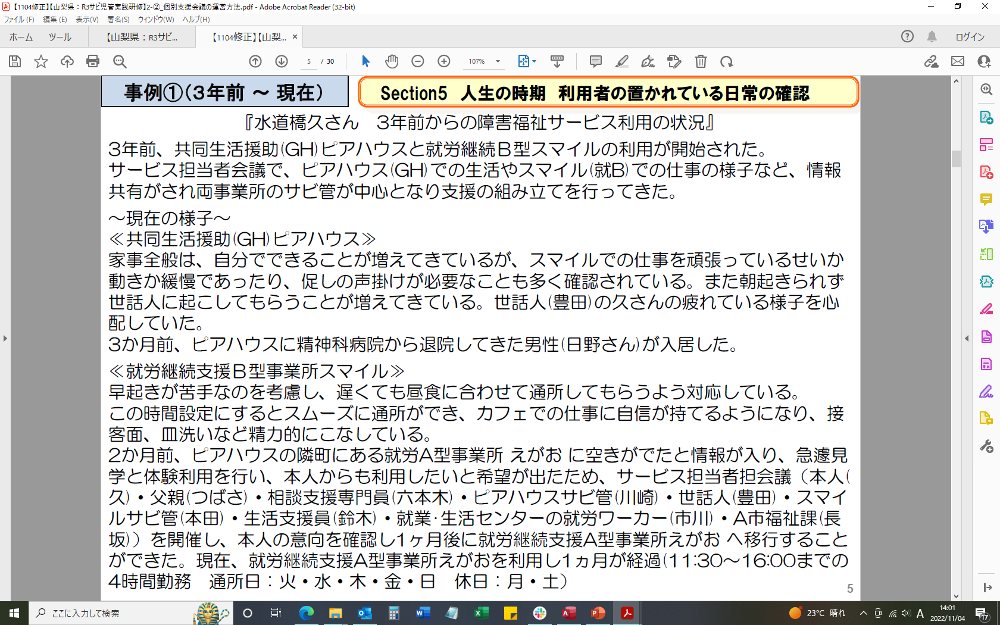 【1104修正】【山梨県：R3サビ児管実践研修】2-②_個別支援会議の運営方法.pdf - Adobe Acrobat Reader (32-bit)
ファイル(F) 編集(E) 表示(V) 署名(S) ウィンドウ(W) ヘルプ(H)
ホーム ツール 【山梨県：R3サビ... 【1104修正】【山梨... × ログイン
5 / 30 107%
事例①(３年前 ～ 現在)
Section5 人生の時期 利用者の置かれている日常の確認
『水道橋久さん　３年前からの障害福祉サービス利用の状況』
３年前、共同生活援助(GH)ピアハウスと就労継続Ｂ型スマイルの利用が開始された。
サービス担当者会議で、ピアハウス(GH)での生活やスマイル(就B)での仕事の様子など、情報
共有がされ両事業所のサビ管が中心となり支援の組み立てを行ってきた。
～現在の様子～
≪共同生活援助(GH)ピアハウス≫
家事全般は、自分でできることが増えてきているが、スマイルでの仕事を頑張っているせいか
動きか緩慢であったり、促しの声掛けが必要なことも多く確認されている。また朝起きられず
世話人に起こしてもらうことが増えてきている。世話人(豊田)の久さんの疲れている様子を心
配していた。
３か月前、ピアハウスに精神科病院から退院してきた男性(日野さん)が入居した。
≪就労継続支援Ｂ型事業所スマイル≫
早起きが苦手なのを考慮し、遅くても昼食に合わせて通所してもらうよう対応している。
この時間設定にするとスムーズに通所ができ、カフェでの仕事に自信が持てるようになり、接
客面、皿洗いなど精力的にこなしている。
２か月前、ピアハウスの隣町にある就労A型事業所 えがお に空きがでたと情報が入り、急遽見
学と体験利用を行い、本人からも利用したいと希望が出たため、サービス担当者担会議（本人(
久)・父親(つばさ)・相談支援専門員(六本木)・ピアハウスサビ管(川崎)・世話人(豊田)・スマイ
ルサビ管(本田)・生活支援員(鈴木)・就業･生活センターの就労ワーカー(市川)・A市福祉課(長
坂)）を開催し、本人の意向を確認し1ヶ月後に就労継続支援A型事業所えがお へ移行すること
ができた。現在、就労継続支援A型事業所えがおを利用し1ヵ月が経過(11:30～16:00までの
4時間勤務　通所日：火・水・木・金・日　休日：月・土）
5
ここに入力して検索
23°C 晴れ A 14:01
2022/11/04 17